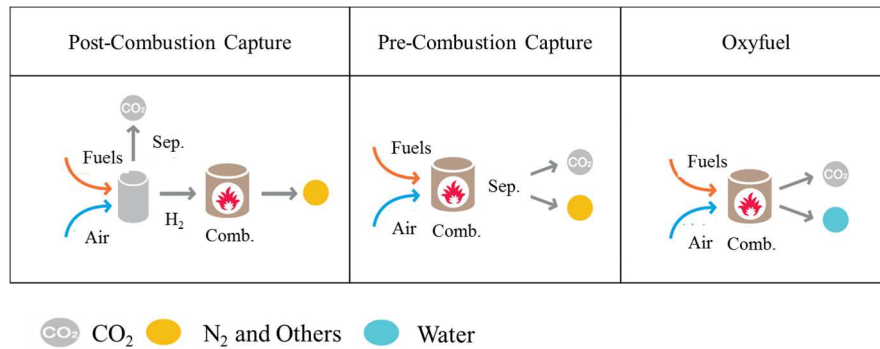 Post-Combustion Capture
Pre-Combustion Capture
Oxyfuel
CO₂
Sep.
Fuels
Air
H₂
Comb.
Fuels
Air
Comb.
Sep.
CO₂
Fuels
Air
Comb.
CO₂
CO₂ CO₂ N₂ and Others Water